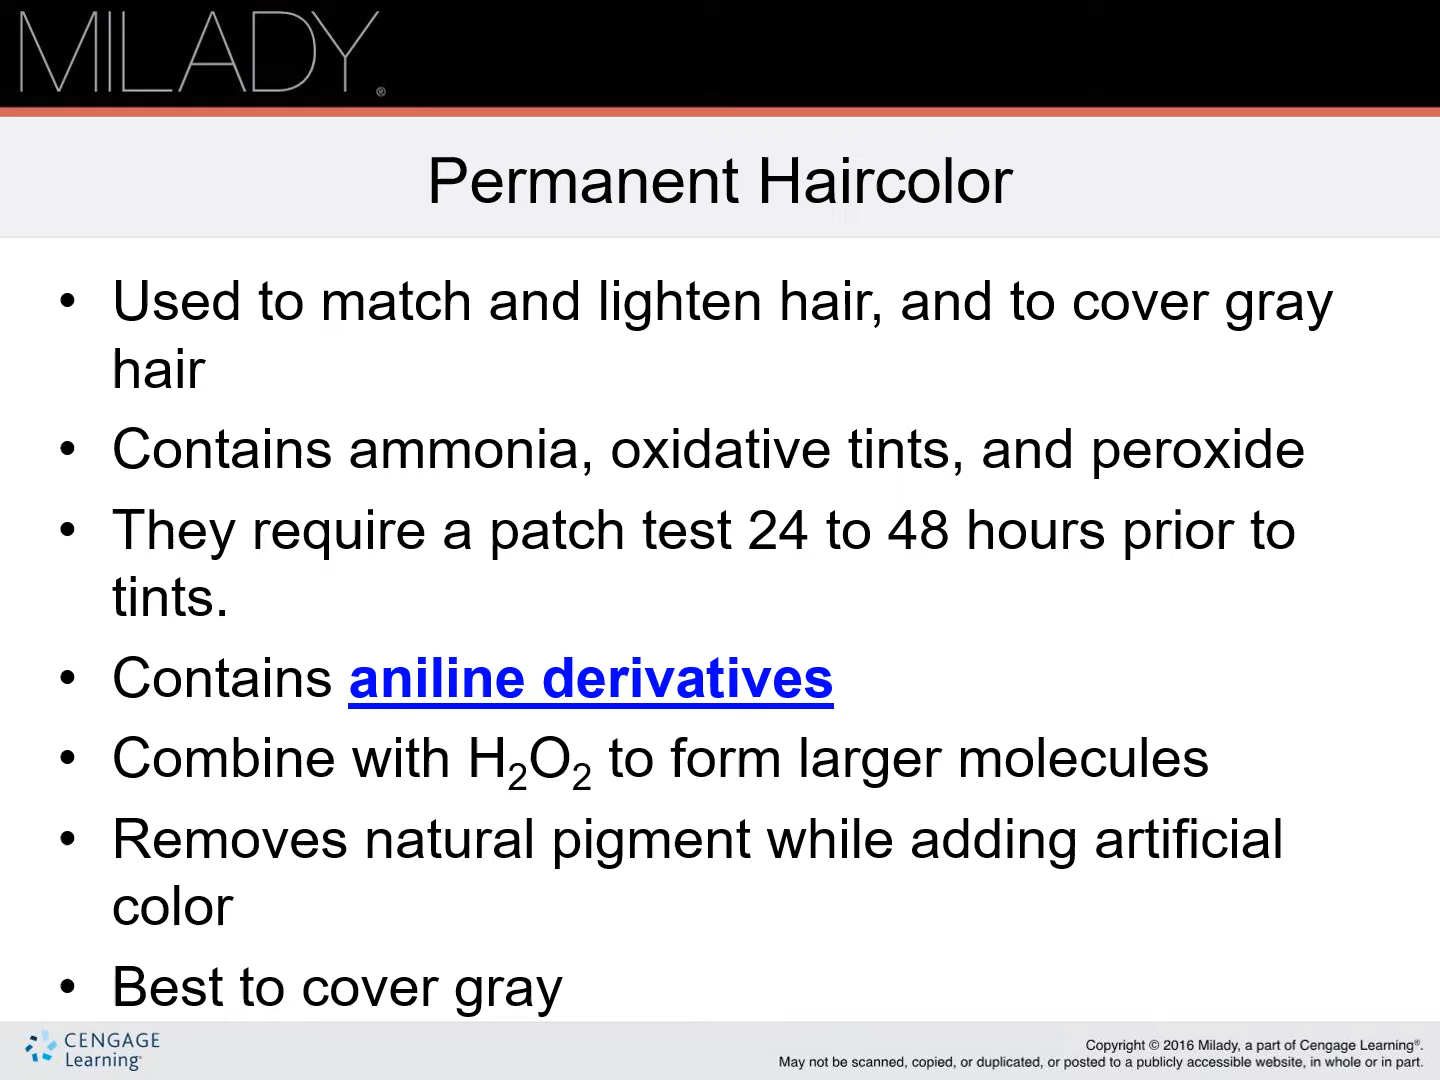 MILADY®
Permanent Haircolor
• Used to match and lighten hair, and to cover gray
hair
• Contains ammonia, oxidative tints, and peroxide
• They require a patch test 24 to 48 hours prior to
tints.
• Contains aniline derivatives
• Combine with H₂O₂ to form larger molecules
• Removes natural pigment while adding artificial
color
• Best to cover gray
CENGAGE
Learning™
Copyright © 2016 Milady, a part of Cengage Learning®.
May not be scanned, copied, or duplicated, or posted to a publicly accessible website, in whole or in part.